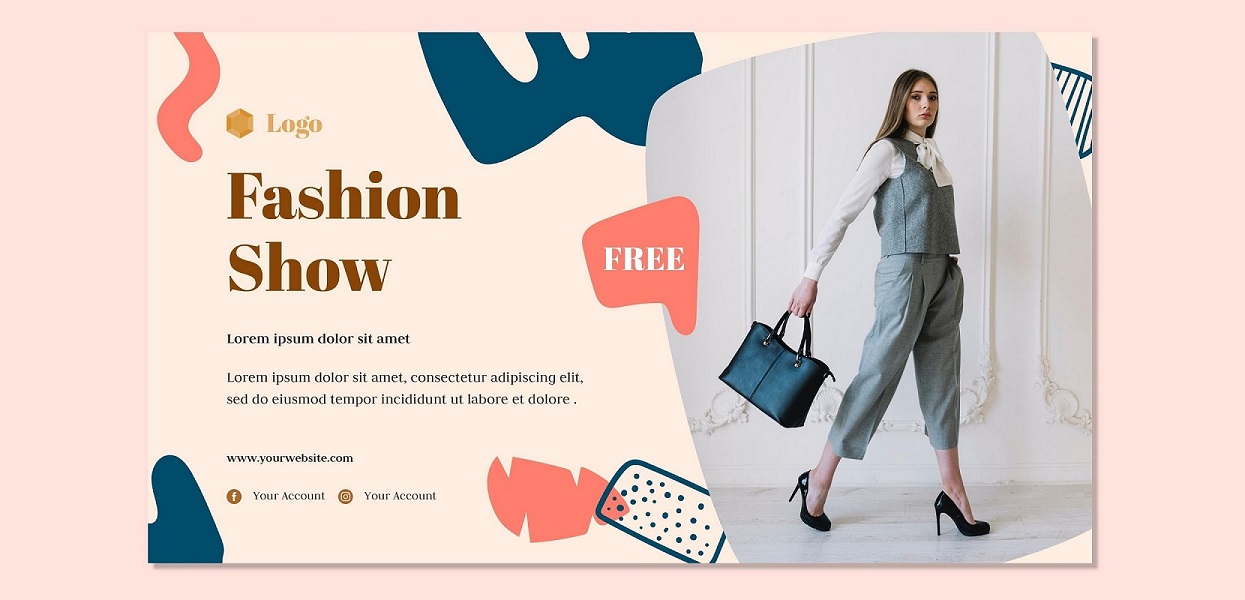 Logo
Fashion
Show
FREE
Lorem ipsum dolor sit amet
Lorem ipsum dolor sit amet, consectetur adipiscing elit,
sed do eiusmod tempor incididunt ut labore et dolore .
www.yourwebsite.com
Your Account Your Account